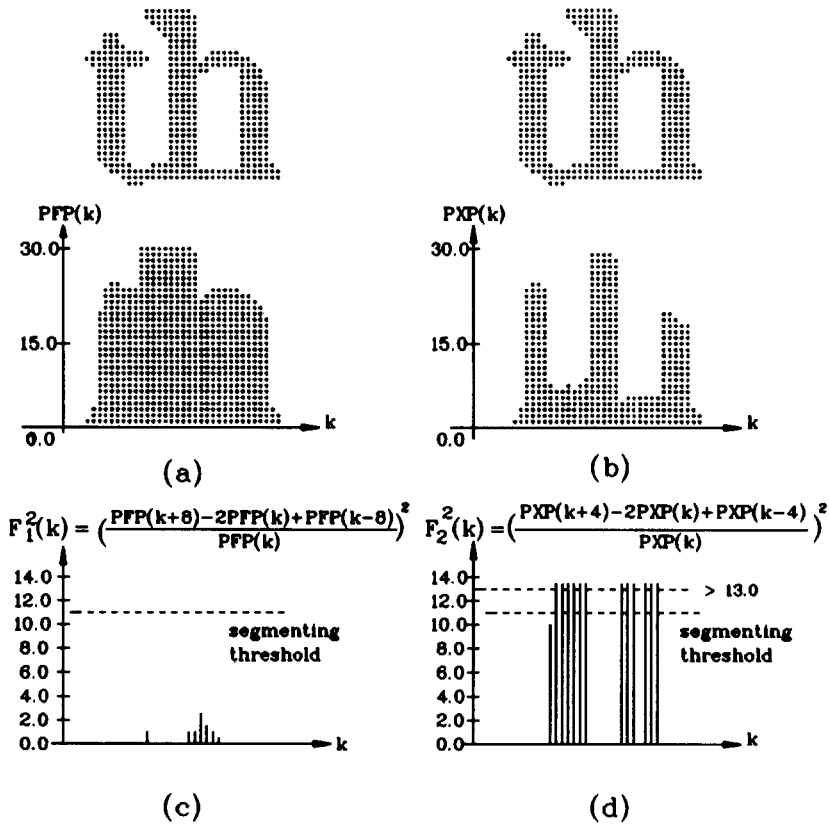 th th
PFP(k) PXP(k)
30.0 30.0
15.0 15.0
k k
0.0 0.0
(a) (b)
F₁²(k) = (PFP(k+8)-2PFP(k)+PFP(k-8) / PFP(k))²
F₂²(k) = (PXP(k+4)-2PXP(k)+PXP(k-4) / PXP(k))²
14.0 14.0
> 13.0
12.0 12.0
10.0 10.0
segmenting threshold
segmenting threshold
8.0 8.0
6.0 6.0
4.0 4.0
2.0 2.0
0.0 0.0
k k
(c) (d)